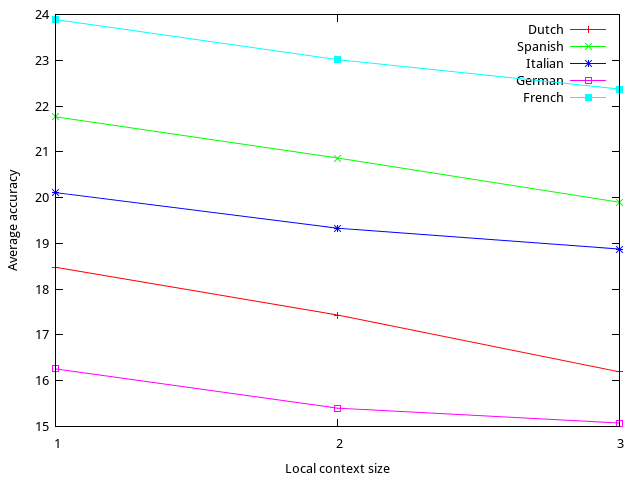 24
23
22
21
20
19
18
17
16
15
Average accuracy
Dutch
Spanish
Italian
German
French
1 2 3
Local context size